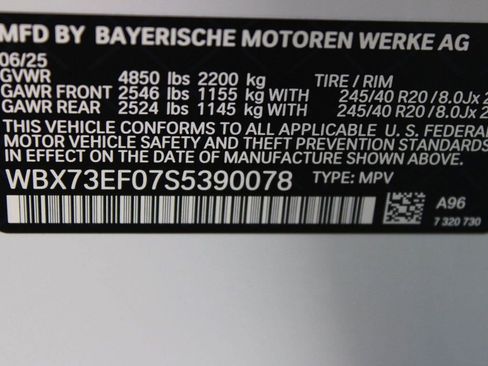 MFD BY BAYERISCHE MOTOREN WERKE AG
06/25
GVWR 4850 lbs 2200 kg TIRE / RIM
GAWR FRONT 2546 lbs 1155 kg WITH 245/40 R20/8.0Jx
GAWR REAR 2524 lbs 1145 kg WITH 245/40 R20/8.0Jx
THIS VEHICLE CONFORMS TO ALL APPLICABLE U. S. FEDERAL
MOTOR VEHICLE SAFETY AND THEFT PREVENTION STANDARDS
IN EFFECT ON THE DATE OF MANUFACTURE SHOWN ABOVE.
WBX73EF07S5390078 TYPE: MPV
A96
7 320 730